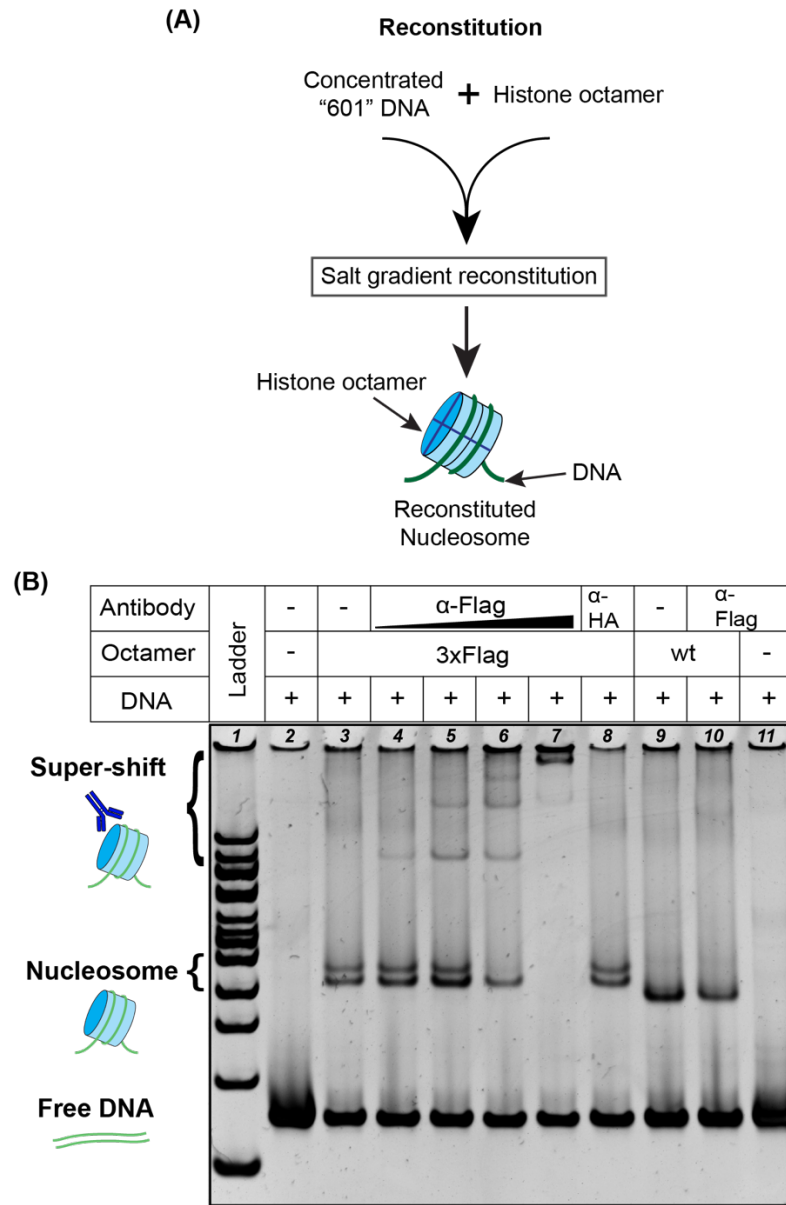 (A)
Reconstitution
Concentrated
“601” DNA + Histone octamer
Salt gradient reconstitution
Histone octamer
DNA
Reconstituted
Nucleosome
(B)
Antibody - - α-Flag α-HA - α-Flag
Octamer - 3xFlag wt -
DNA + + + + + + + + + +
Ladder
1 2 3 4 5 6 7 8 9 10 11
Super-shift
Nucleosome
Free DNA